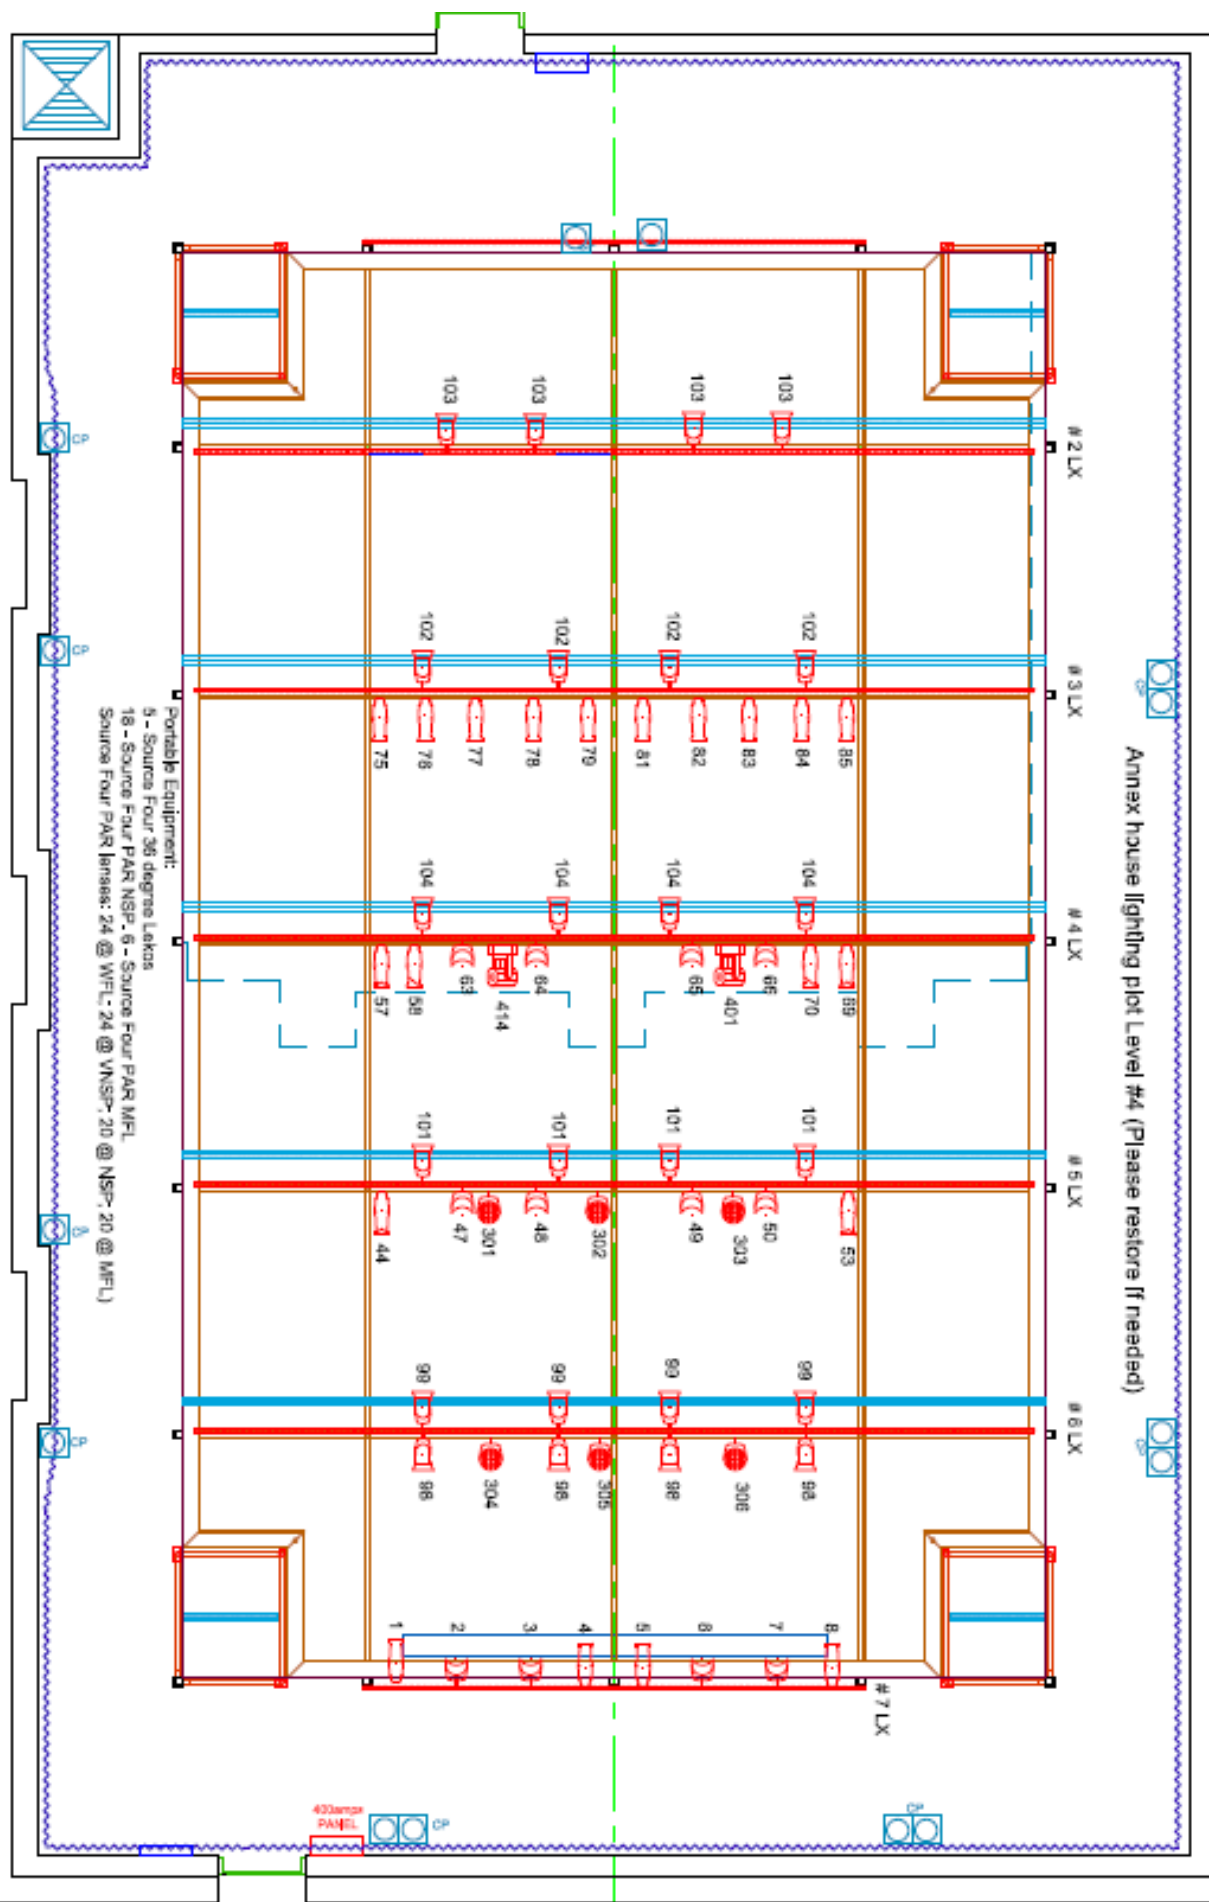 Annex house lighting plot Level #4 (Please restore if needed)
# 2 LX
103 103 103 103
# 3 LX
102 102 102 102
75 76 77 78 79 81 82 83 84 85
# 4 LX
104 104 104 104
57 58 63 414 64 65 401 66 70 69
# 5 LX
101 101 101 101
44 47 301 48 302 49 303 50 53
# 6 LX
99 99 99 99
98 304 98 305 98 306 98
# 7 LX
1 2 3 4 5 6 7 8
Portable Equipment:
5 - Source Four 36 degree Lekos
18 - Source Four PAR NSP, 6 - Source Four PAR MFL
Source Four PAR lenses: 24 @ WFL; 24 @ VNSP; 20 @ NSP; 20 @ MFL)
CP
CP
CP
CP
CP
CP
400amps
PANEL
CP
CP